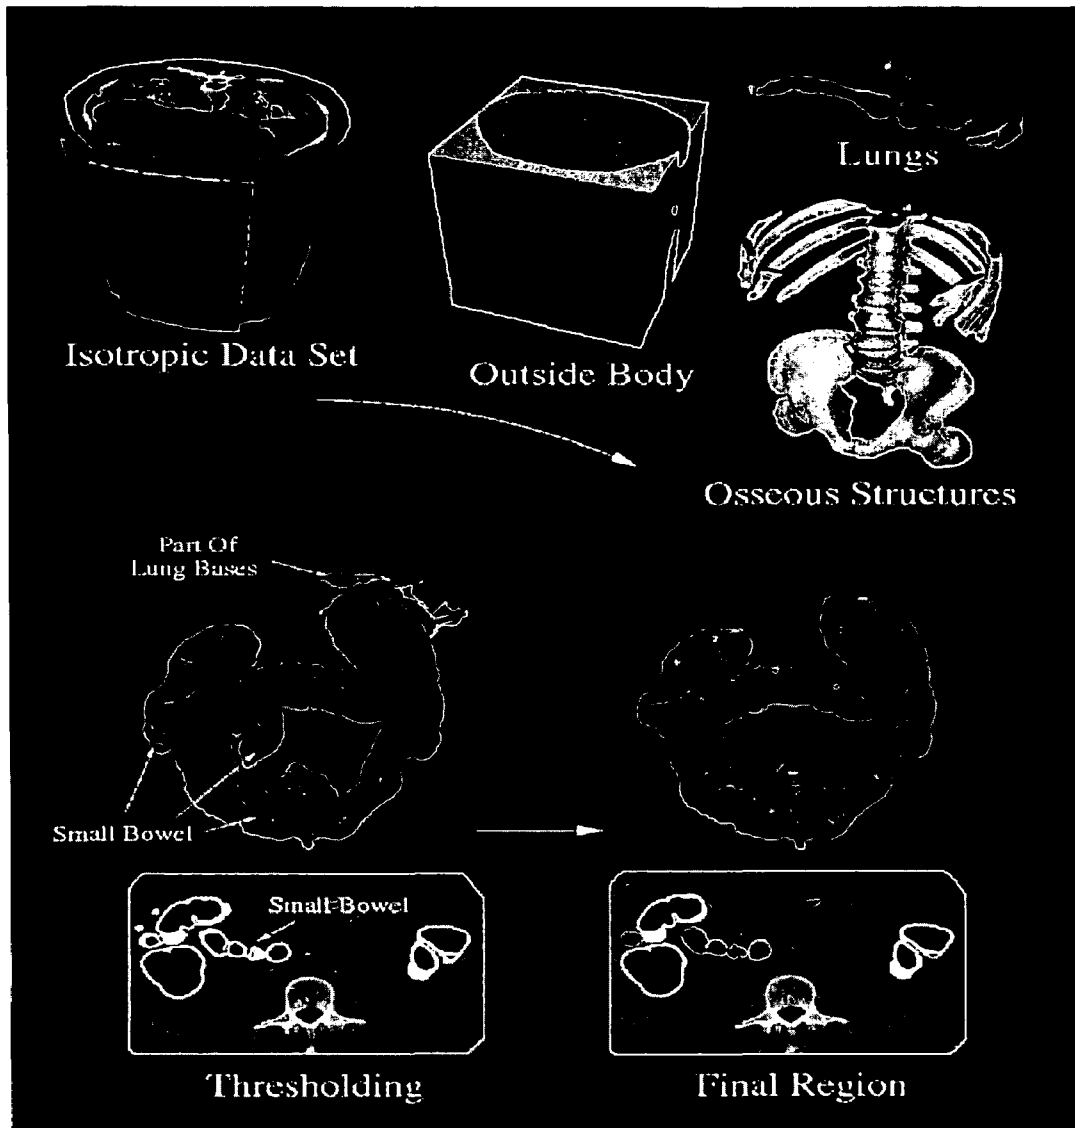 Lungs
Isotropic Data Set
Outside Body
Osseous Structures
Part Of
Lung Bases
Small Bowel
Small Bowel
Thresholding
Final Region